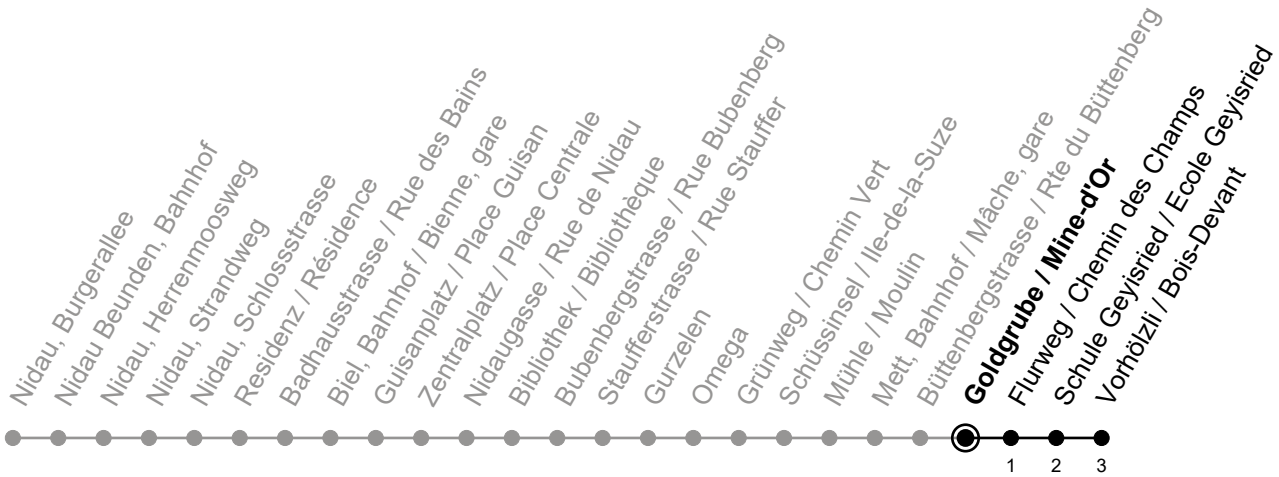 Nidau, Burgerallee
Nidau Beunden, Bahnhof
Nidau, Herrenmoosweg
Nidau, Strandweg
Nidau, Schlossstrasse
Residenz / Résidence
Badhausstrasse / Rue des Bains
Biel, Bahnhof / Bienne, gare
Guisanplatz / Place Guisan
Zentralplatz / Place Centrale
Nidaugasse / Rue de Nidau
Bibliothek / Bibliothèque
Bubenbergstrasse / Rue Bubenberg
Staufferstrasse / Rue Stauffer
Gurzelen
Omega
Grünweg / Chemin Vert
Schüssinsel / Ile-de-la-Suze
Mühle / Moulin
Mett, Bahnhof / Mâche, gare
Büttenbergstrasse / Rte du Büttenberg
Goldgrube / Mine-d'Or
Flurweg / Chemin des Champs
Schule Geyisried / Ecole Geyisried
Vorhölzli / Bois-Devant
1 2 3